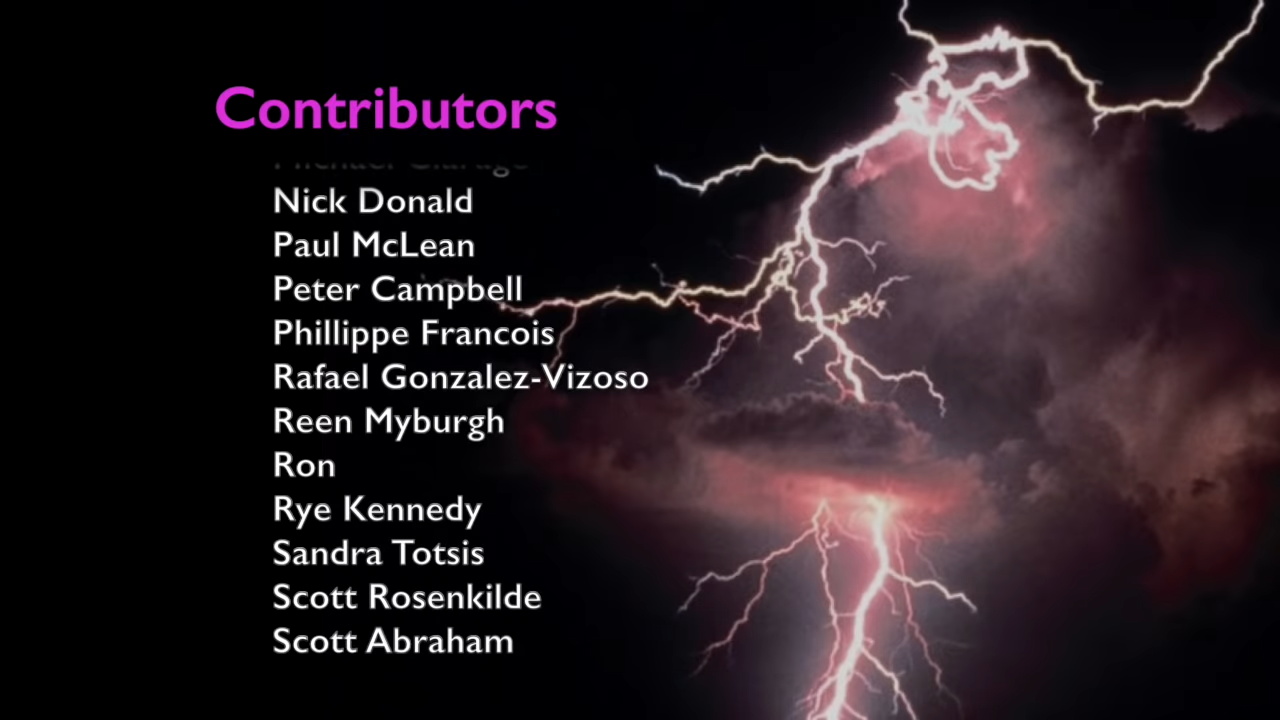 Contributors
Nick Donald
Paul McLean
Peter Campbell
Phillippe Francois
Rafael Gonzalez-Vizoso
Reen Myburgh
Ron
Rye Kennedy
Sandra Totsis
Scott Rosenkilde
Scott Abraham